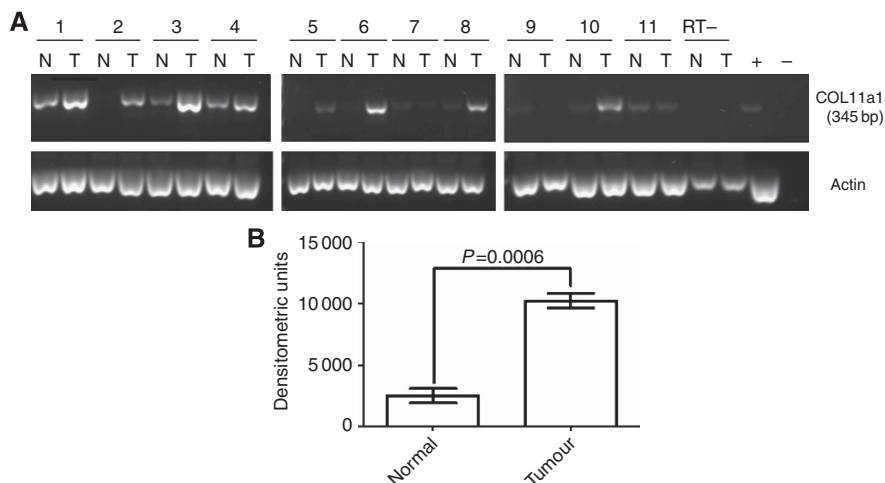 A
1 2 3 4 5 6 7 8 9 10 11 RT–
N T N T N T N T N T N T N T N T N T N T N T N T + –
COL11a1
(345 bp)
Actin
B
15 000
P=0.0006
10 000
5 000
0
Densitometric units
Normal
Tumour